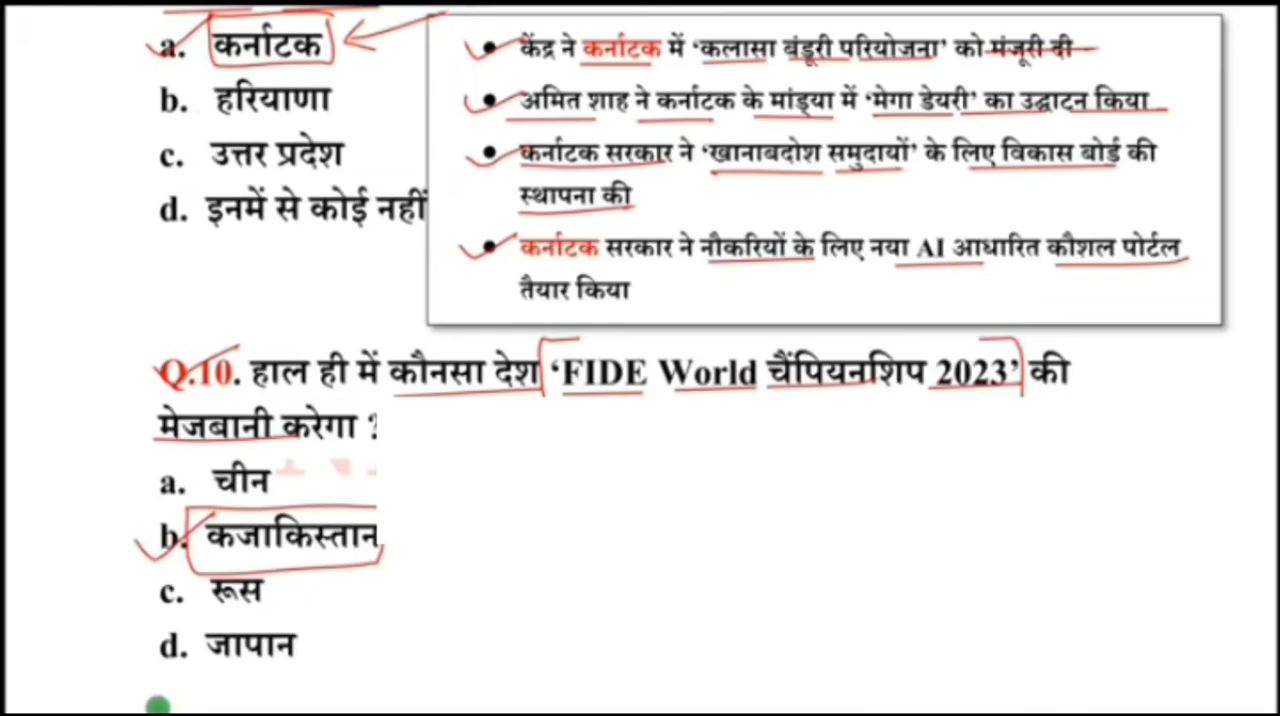 a. कर्नाटक
b. हरियाणा
c. उत्तर प्रदेश
d. इनमें से कोई नहीं
• केंद्र ने कर्नाटक में ‘कलासा बंडूरी परियोजना’ को मंजूरी दी
• अमित शाह ने कर्नाटक के मांड्या में ‘मेगा डेयरी’ का उद्घाटन किया
• कर्नाटक सरकार ने ‘खानाबदोश समुदायों’ के लिए विकास बोर्ड की
स्थापना की
• कर्नाटक सरकार ने नौकरियों के लिए नया AI आधारित कौशल पोर्टल
तैयार किया
Q.10. हाल ही में कौनसा देश ‘FIDE World चैंपियनशिप 2023’ की
मेजबानी करेगा ?
a. चीन
b. कजाकिस्तान
c. रूस
d. जापान